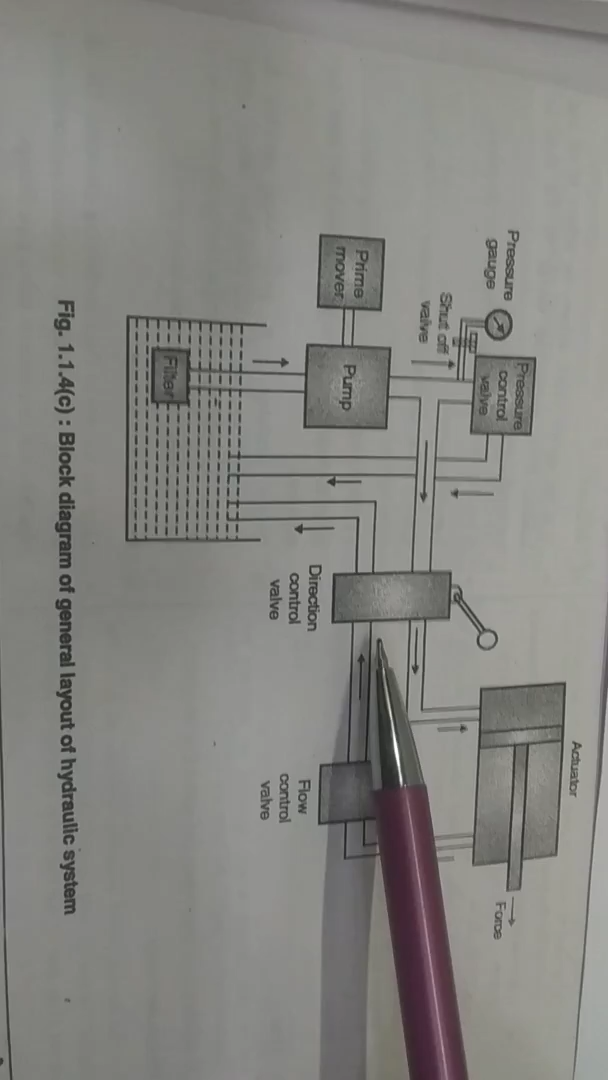 Actuator
Pressure
gauge
Shut off
valve
Pressure
control
valve
Force
Prime
mover
Pump
Direction
control
valve
Flow
control
valve
Filter
Fig. 1.1.4(c) : Block diagram of general layout of hydraulic system